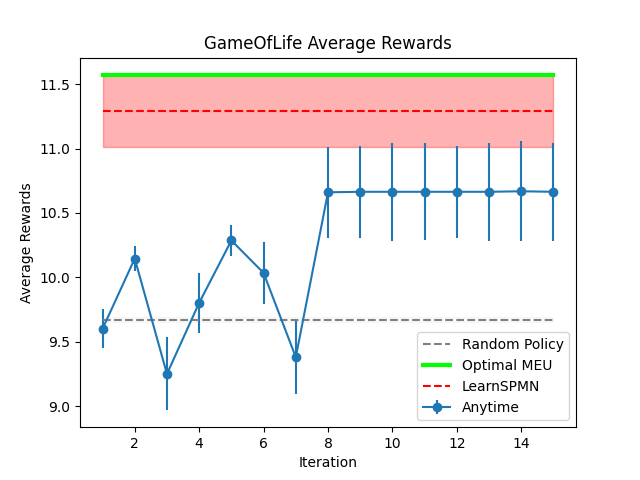 GameOfLife Average Rewards
Average Rewards
11.5
11.0
10.5
10.0
9.5
9.0
Random Policy
Optimal MEU
LearnSPMN
Anytime
2 4 6 8 10 12 14
Iteration